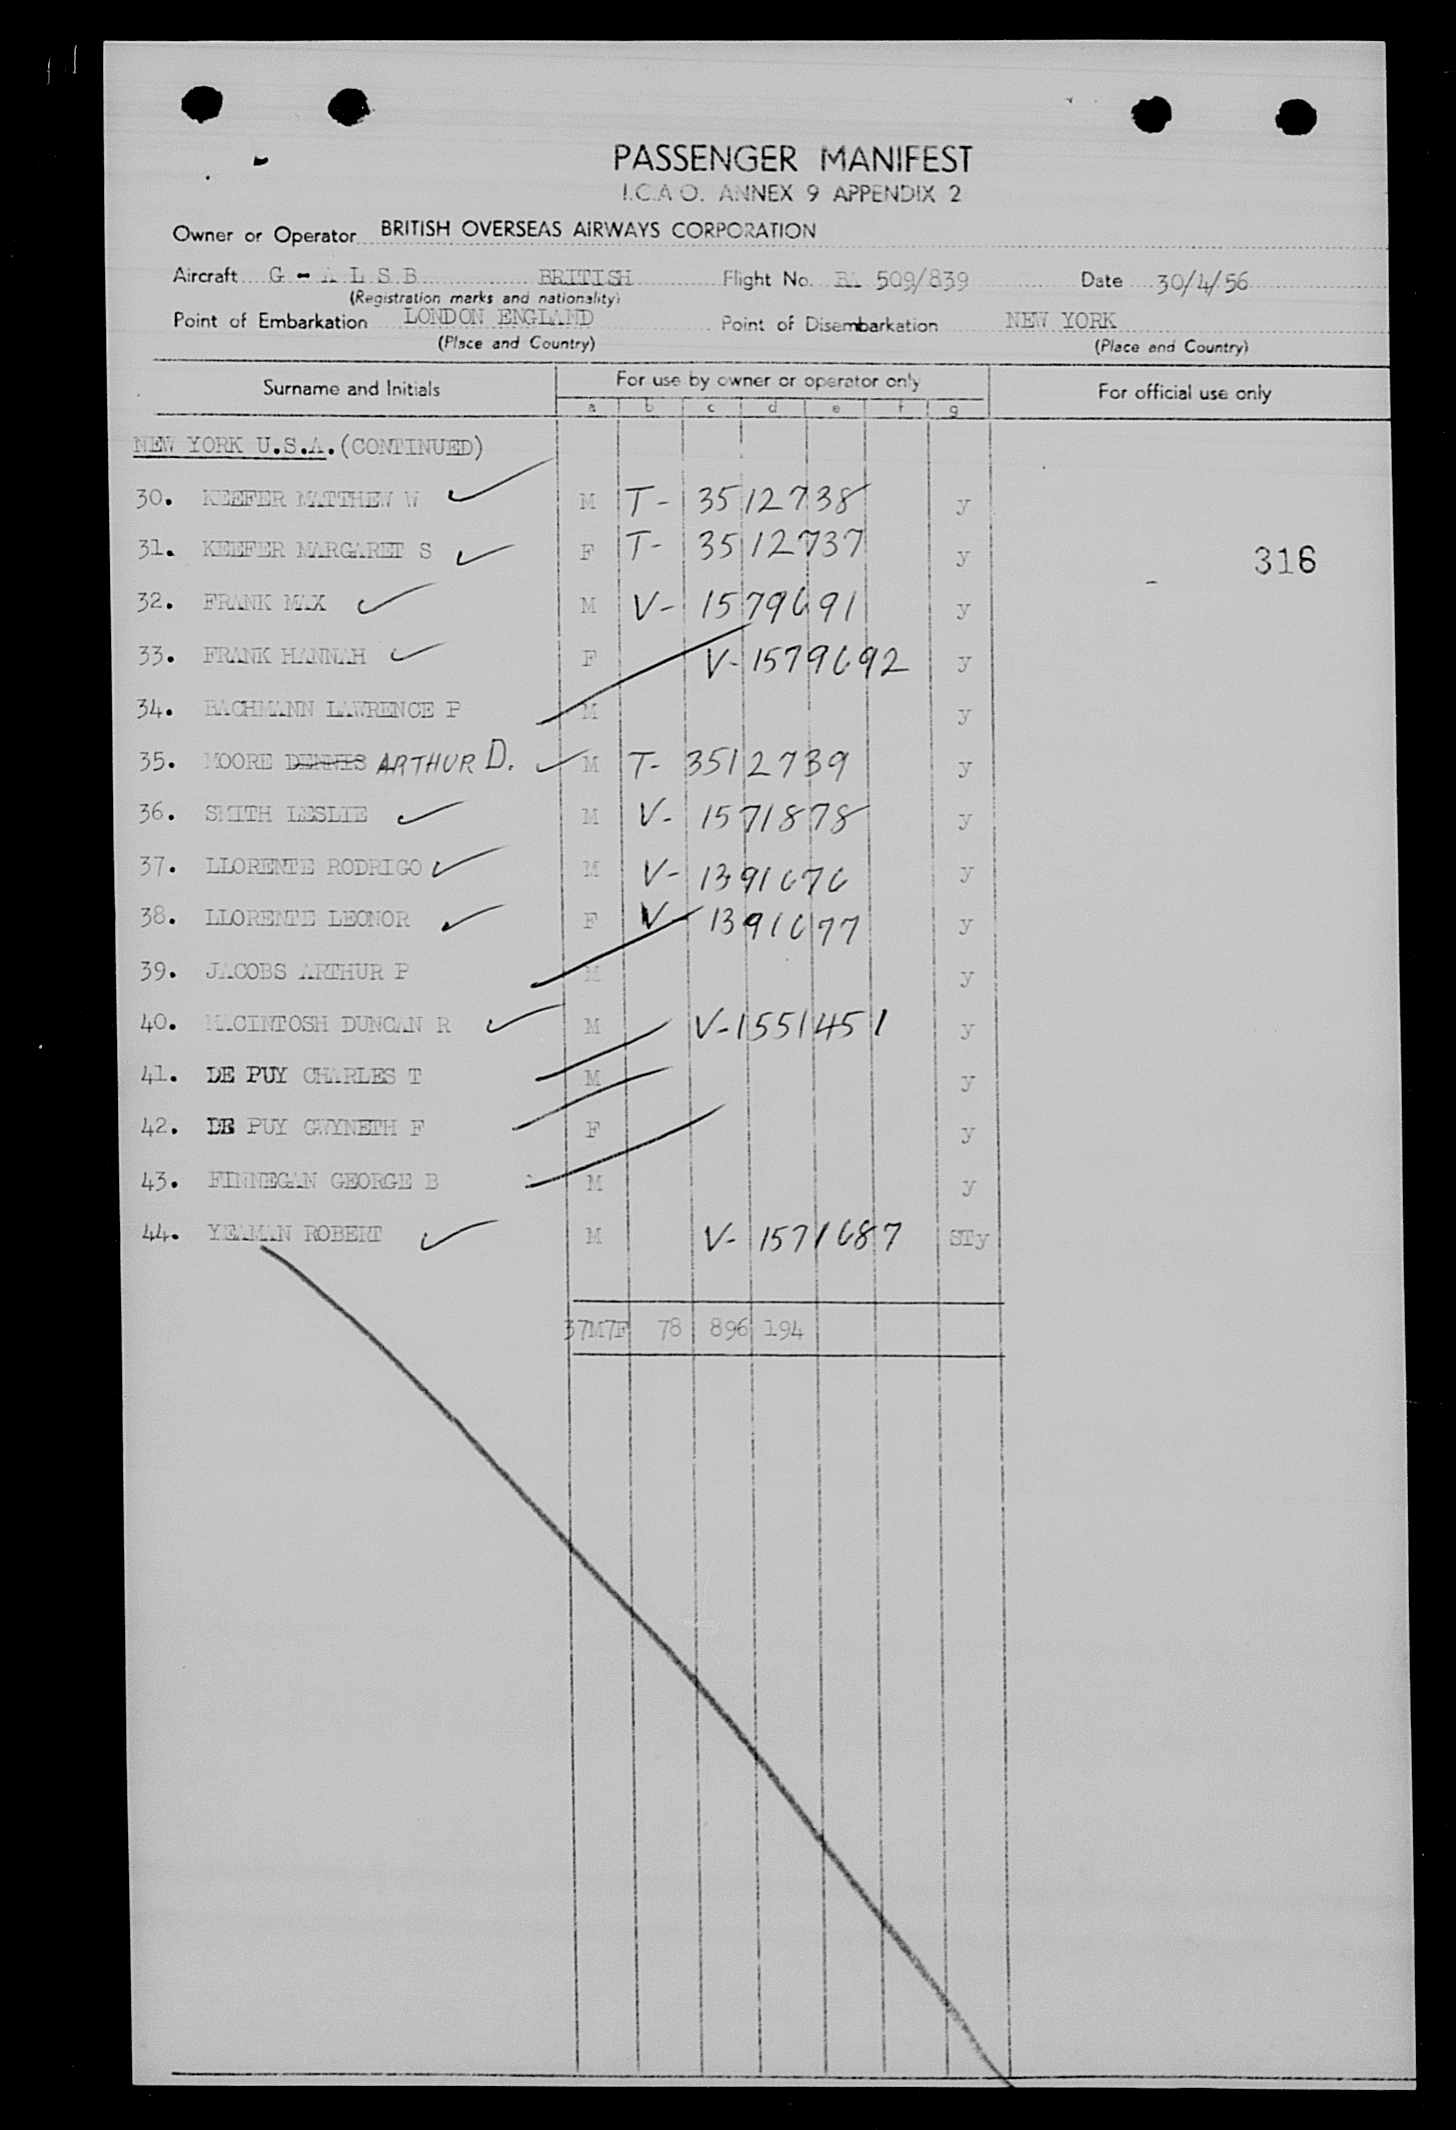 PASSENGER MANIFEST
I.C.A.O. ANNEX 9 APPENDIX 2
Owner or Operator BRITISH OVERSEAS AIRWAYS CORPORATION
Aircraft G - A L S B BRITISH Flight No. BA 509/839 Date 30/4/56
(Registration marks and nationality)
Point of Embarkation LONDON ENGLAND Point of Disembarkation NEW YORK
(Place and Country) (Place and Country)
Surname and Initials For use by owner or operator only For official use only
a b c d e f g
NEW YORK U.S.A. (CONTINUED)
30. KEEFER MATTHEW W M T- 3512738 y
31. KEEFER MARGARET S F T- 3512737 y
316
32. FRANK MAX M V- 1579691 y
33. FRANK HANNAH F V- 1579692 y
34. BACHMANN LAWRENCE P M y
35. MOORE DENNIS ARTHUR D. M T- 3512739 y
36. SMITH LESLIE M V- 1571878 y
37. LLORENTE RODRIGO M V- 1391676 y
38. LLORENTE LEONOR F V- 1391677 y
39. JACOBS ARTHUR P M y
40. MACINTOSH DUNCAN R M V-1551451 y
41. DE PUY CHARLES T M y
42. DE PUY GWYNETH F F y
43. FINNEGAN GEORGE B M y
44. YEAMAN ROBERT M V- 1571687 STy
37M7F 78 896 194